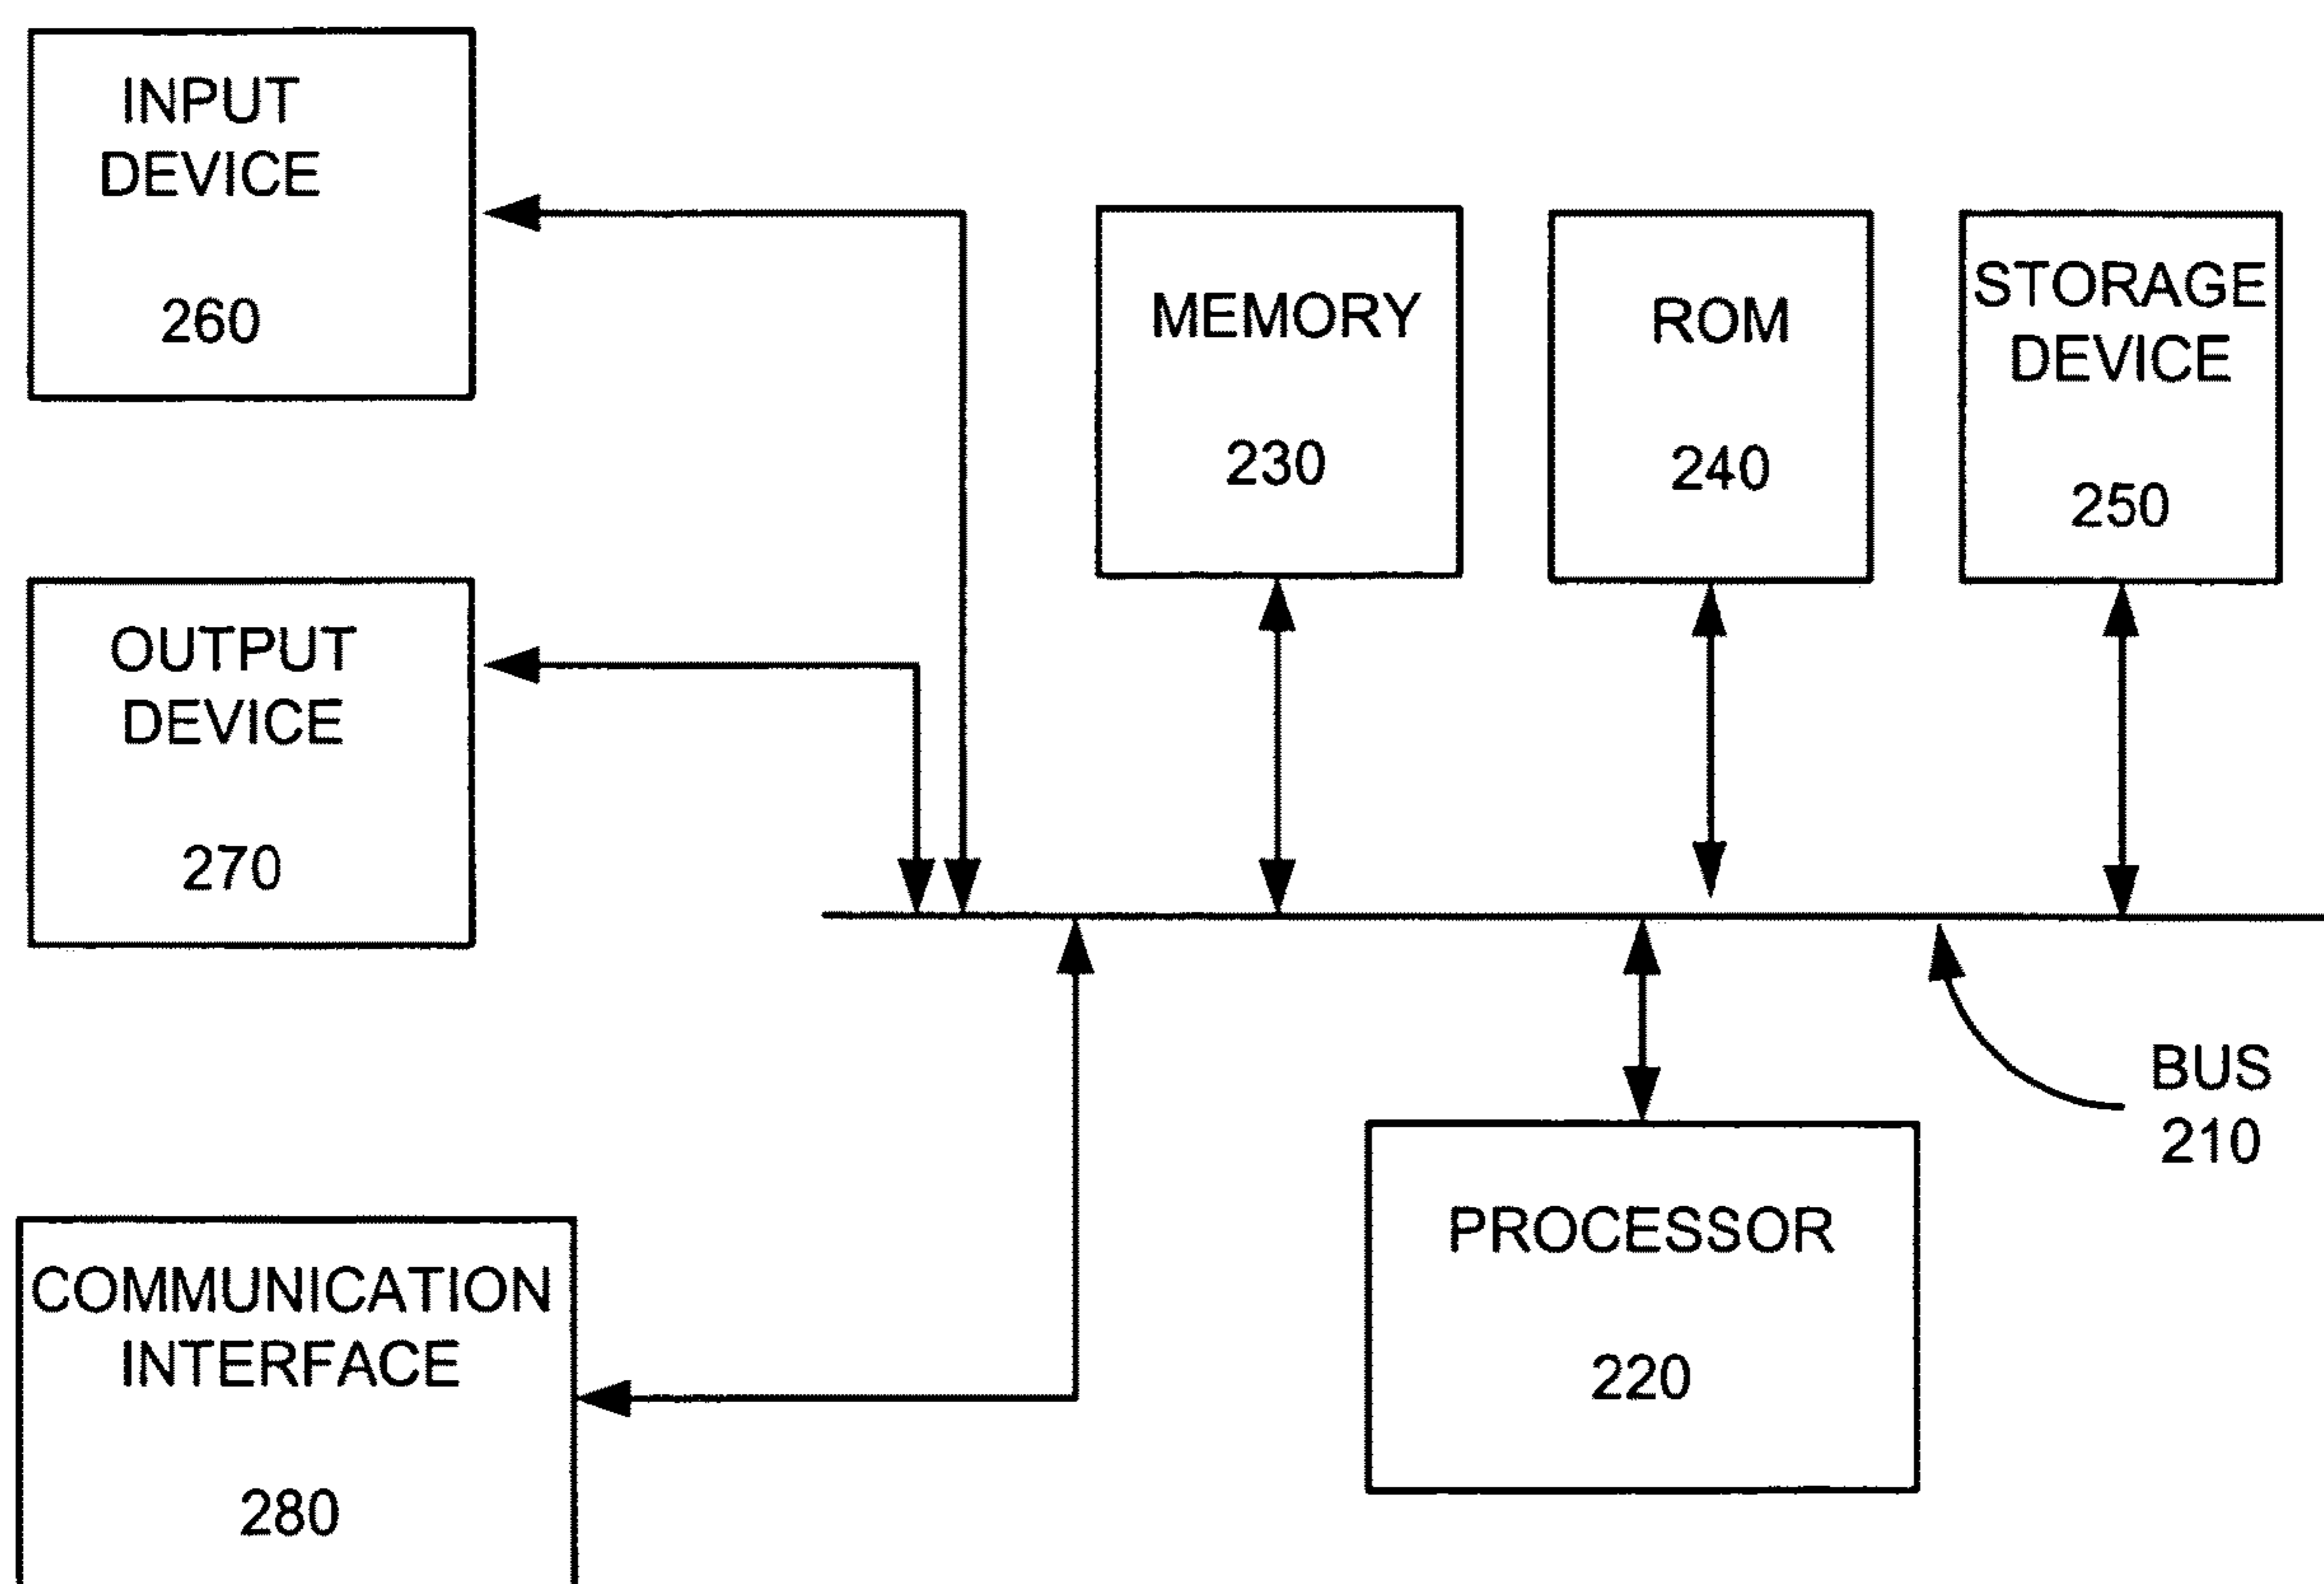 INPUT
DEVICE
260
MEMORY
230
ROM
240
STORAGE
DEVICE
250
OUTPUT
DEVICE
270
BUS
210
PROCESSOR
220
COMMUNICATION
INTERFACE
280